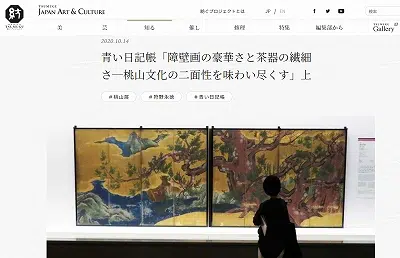 紡
TSUMUGU
JAPAN ART & CULTURE
紡ぐプロジェクトとは
JP / EN
美 芸 知る 催し 修理 特集 編集部から
TSUMUGU Gallery
2020.10.14
青い日記帳「障壁画の豪華さと茶器の繊細
さ―桃山文化の二面性を味わい尽くす」上
#桃山展 #狩野永徳 #青い日記帳